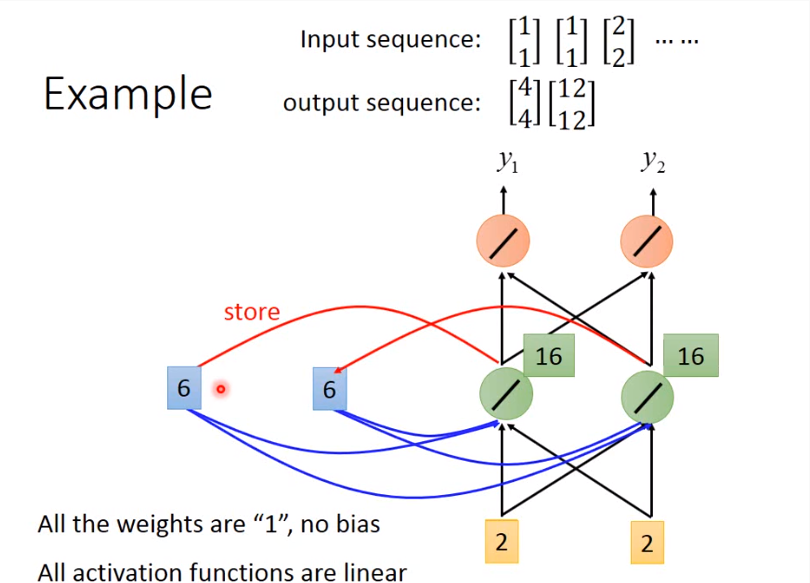 Input sequence: [1 1] [1 1] [2 2] … …
Example
output sequence: [4 4] [12 12]
y₁ y₂
store
16 16
6 6
All the weights are “1”, no bias
2 2
All activation functions are linear